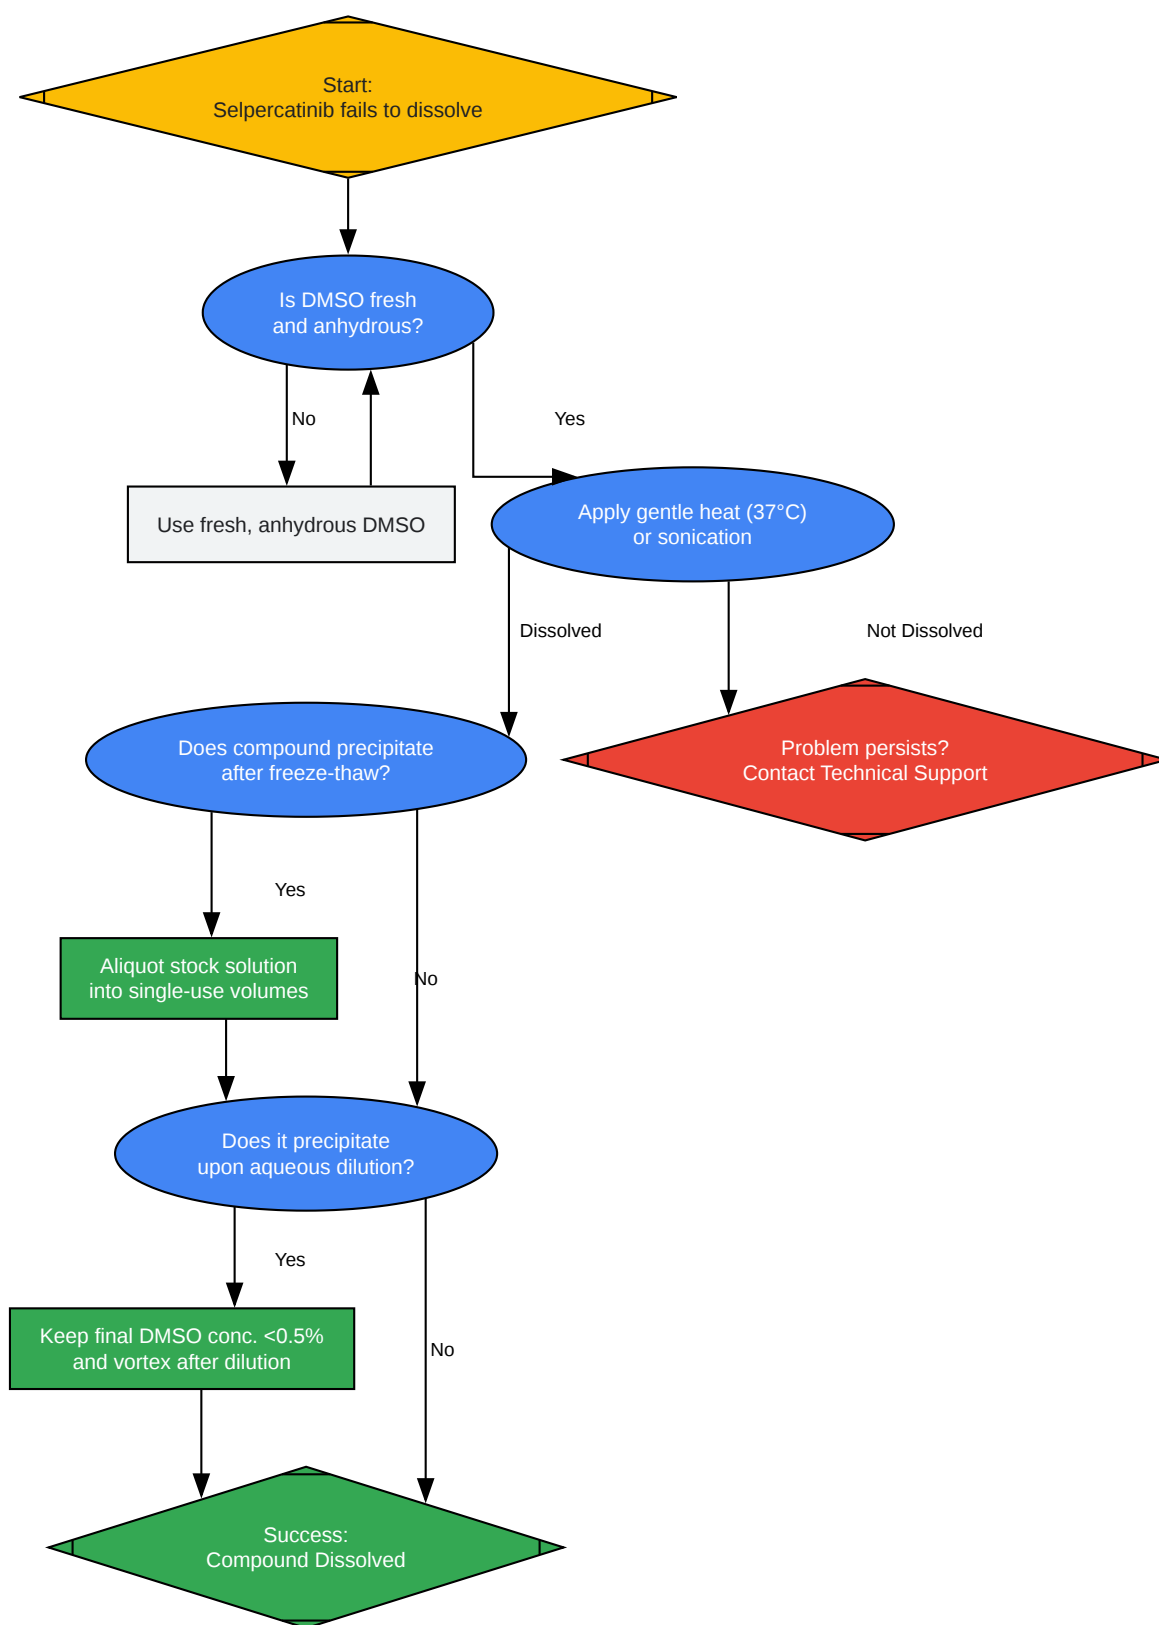 Start:
Selpercatinib fails to dissolve
Is DMSO fresh
and anhydrous?
No
Yes
Use fresh, anhydrous DMSO
Apply gentle heat (37°C)
or sonication
Dissolved
Not Dissolved
Does compound precipitate
after freeze-thaw?
Problem persists?
Contact Technical Support
Yes
No
Aliquot stock solution
into single-use volumes
Does it precipitate
upon aqueous dilution?
Yes
No
Keep final DMSO conc. <0.5%
and vortex after dilution
Success:
Compound Dissolved